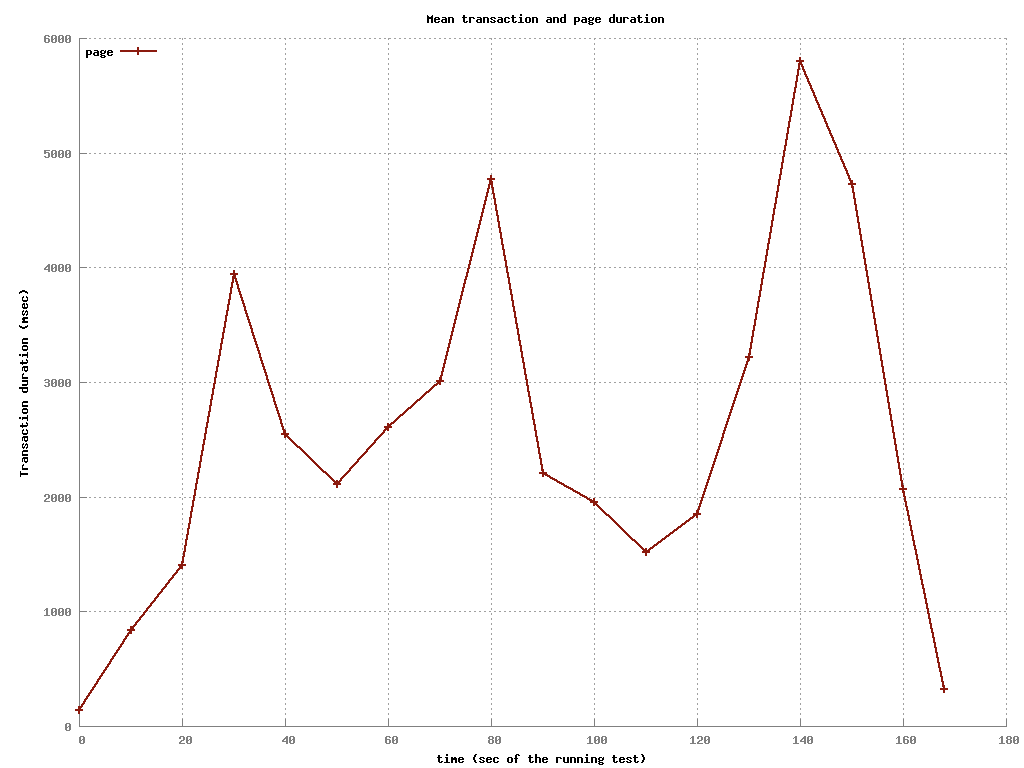 Mean transaction and page duration
6000
page
5000
4000
Transaction duration (msec)
3000
2000
1000
0
0 20 40 60 80 100 120 140 160 180
time (sec of the running test)